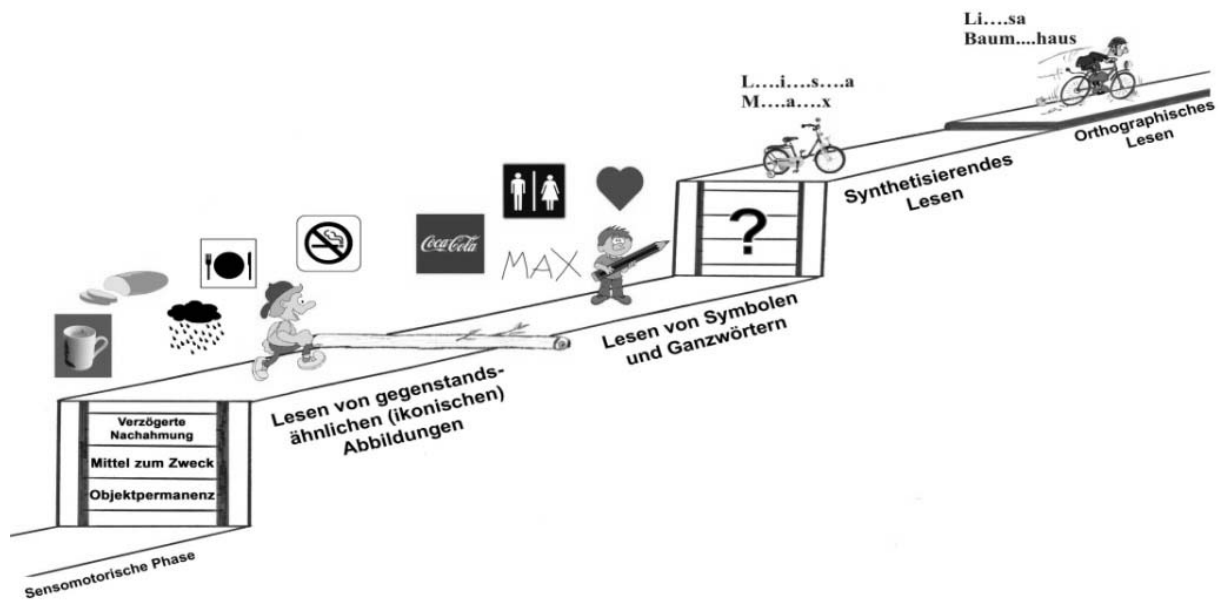 Li....sa
Baum....haus
L....i....s....a
M....a....x
Orthographisches
Lesen
Synthetisierendes
Lesen
?
Coca-Cola
MAX
Lesen von Symbolen
und Ganzwörtern
Lesen von gegenstands-
ähnlichen (ikonischen)
Abbildungen
Verzögerte
Nachahmung
Mittel zum Zweck
Objektpermanenz
Sensomotorische Phase